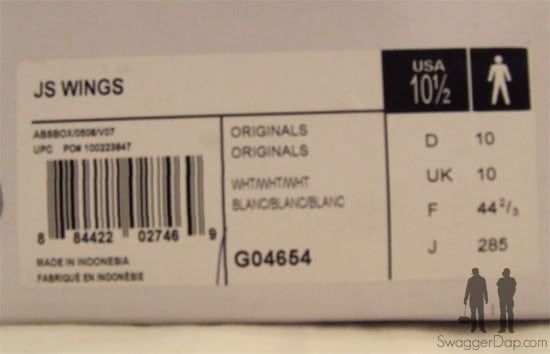 JS WINGS
USA
10½
ABSBOX/0506/V07
UPC PO# 100223847
8 84422 02746 9
MADE IN INDONESIA
FABRIQUÉ EN INDONÉSIE
ORIGINALS
ORIGINALS
WHT/WHT/WHT
BLANC/BLANC/BLANC
G04654
D 10
UK 10
F 44²/₃
J 285
SwaggerDap.com